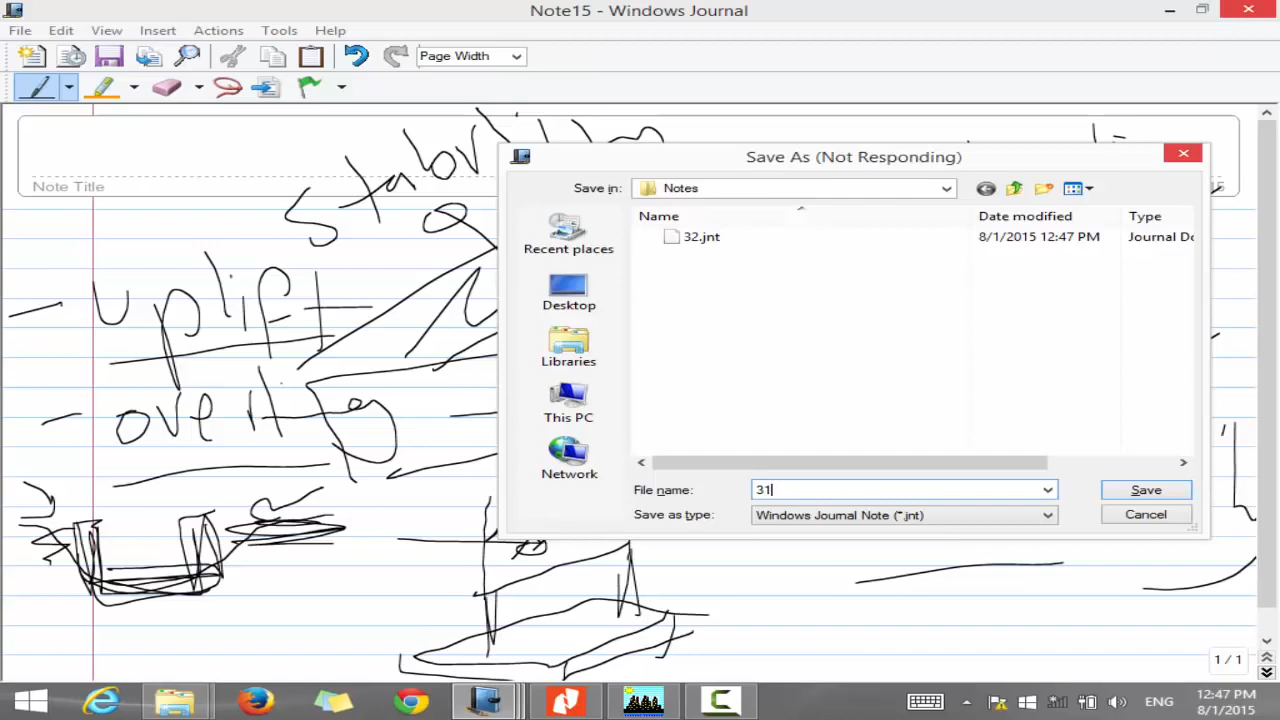 Note15 - Windows Journal
File Edit View Insert Actions Tools Help
Page Width
Note Title
- uplift
Save As (Not Responding)
Save in: Notes
Name Date modified Type
32.jnt 8/1/2015 12:47 PM Journal Do
Recent places
Desktop
Libraries
This PC
Network
File name: 31
Save
Save as type: Windows Journal Note (*.jnt)
Cancel
1 / 1
ENG
12:47 PM
8/1/2015